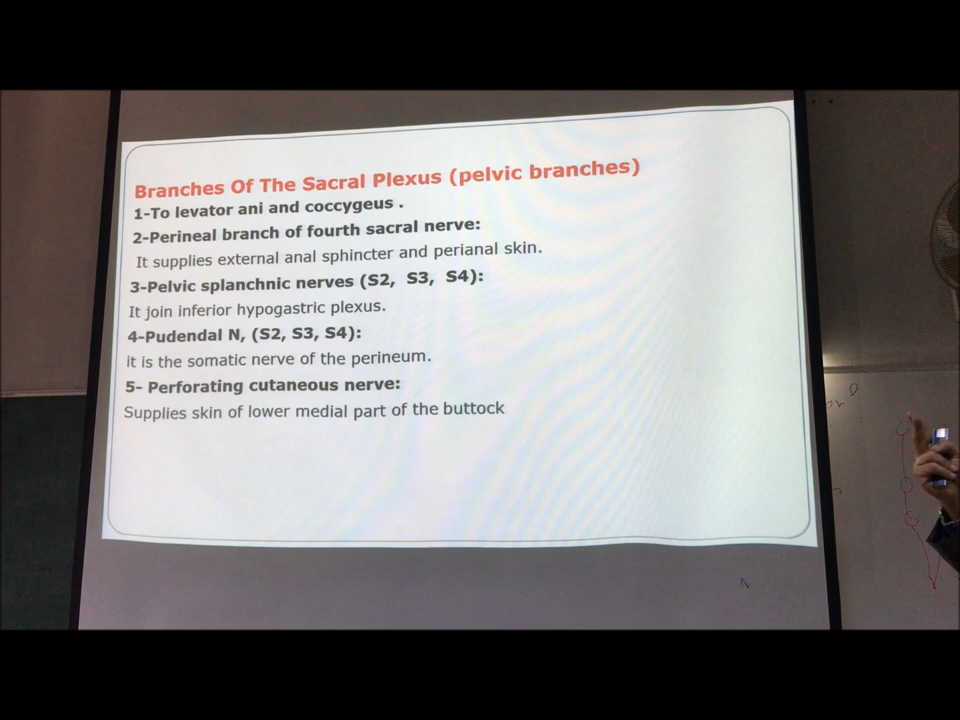 Branches Of The Sacral Plexus (pelvic branches)
1-To levator ani and coccygeus .
2-Perineal branch of fourth sacral nerve:
It supplies external anal sphincter and perianal skin.
3-Pelvic splanchnic nerves (S2, S3, S4):
It join inferior hypogastric plexus.
4-Pudendal N, (S2, S3, S4):
it is the somatic nerve of the perineum.
5- Perforating cutaneous nerve:
Supplies skin of lower medial part of the buttock